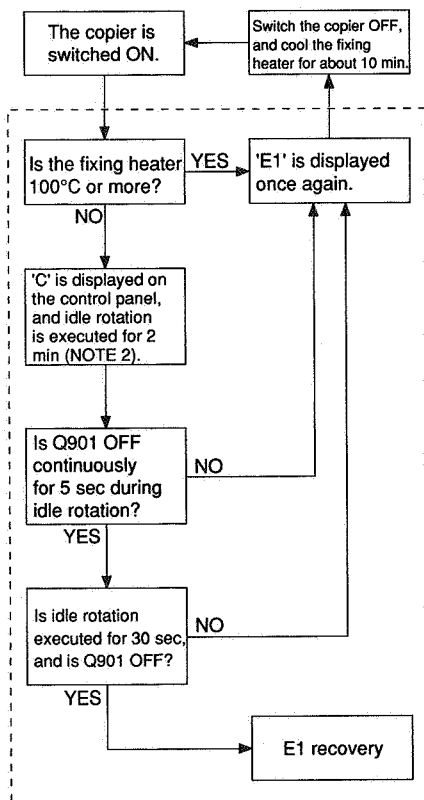 The copier is
switched ON.
Switch the copier OFF,
and cool the fixing
heater for about 10 min.
Is the fixing heater
100°C or more?
YES
'E1' is displayed
once again.
NO
'C' is displayed on
the control panel,
and idle rotation
is executed for 2
min (NOTE 2).
Is Q901 OFF
continuously
for 5 sec during
idle rotation?
NO
YES
Is idle rotation
executed for 30 sec,
and is Q901 OFF?
NO
YES
E1 recovery